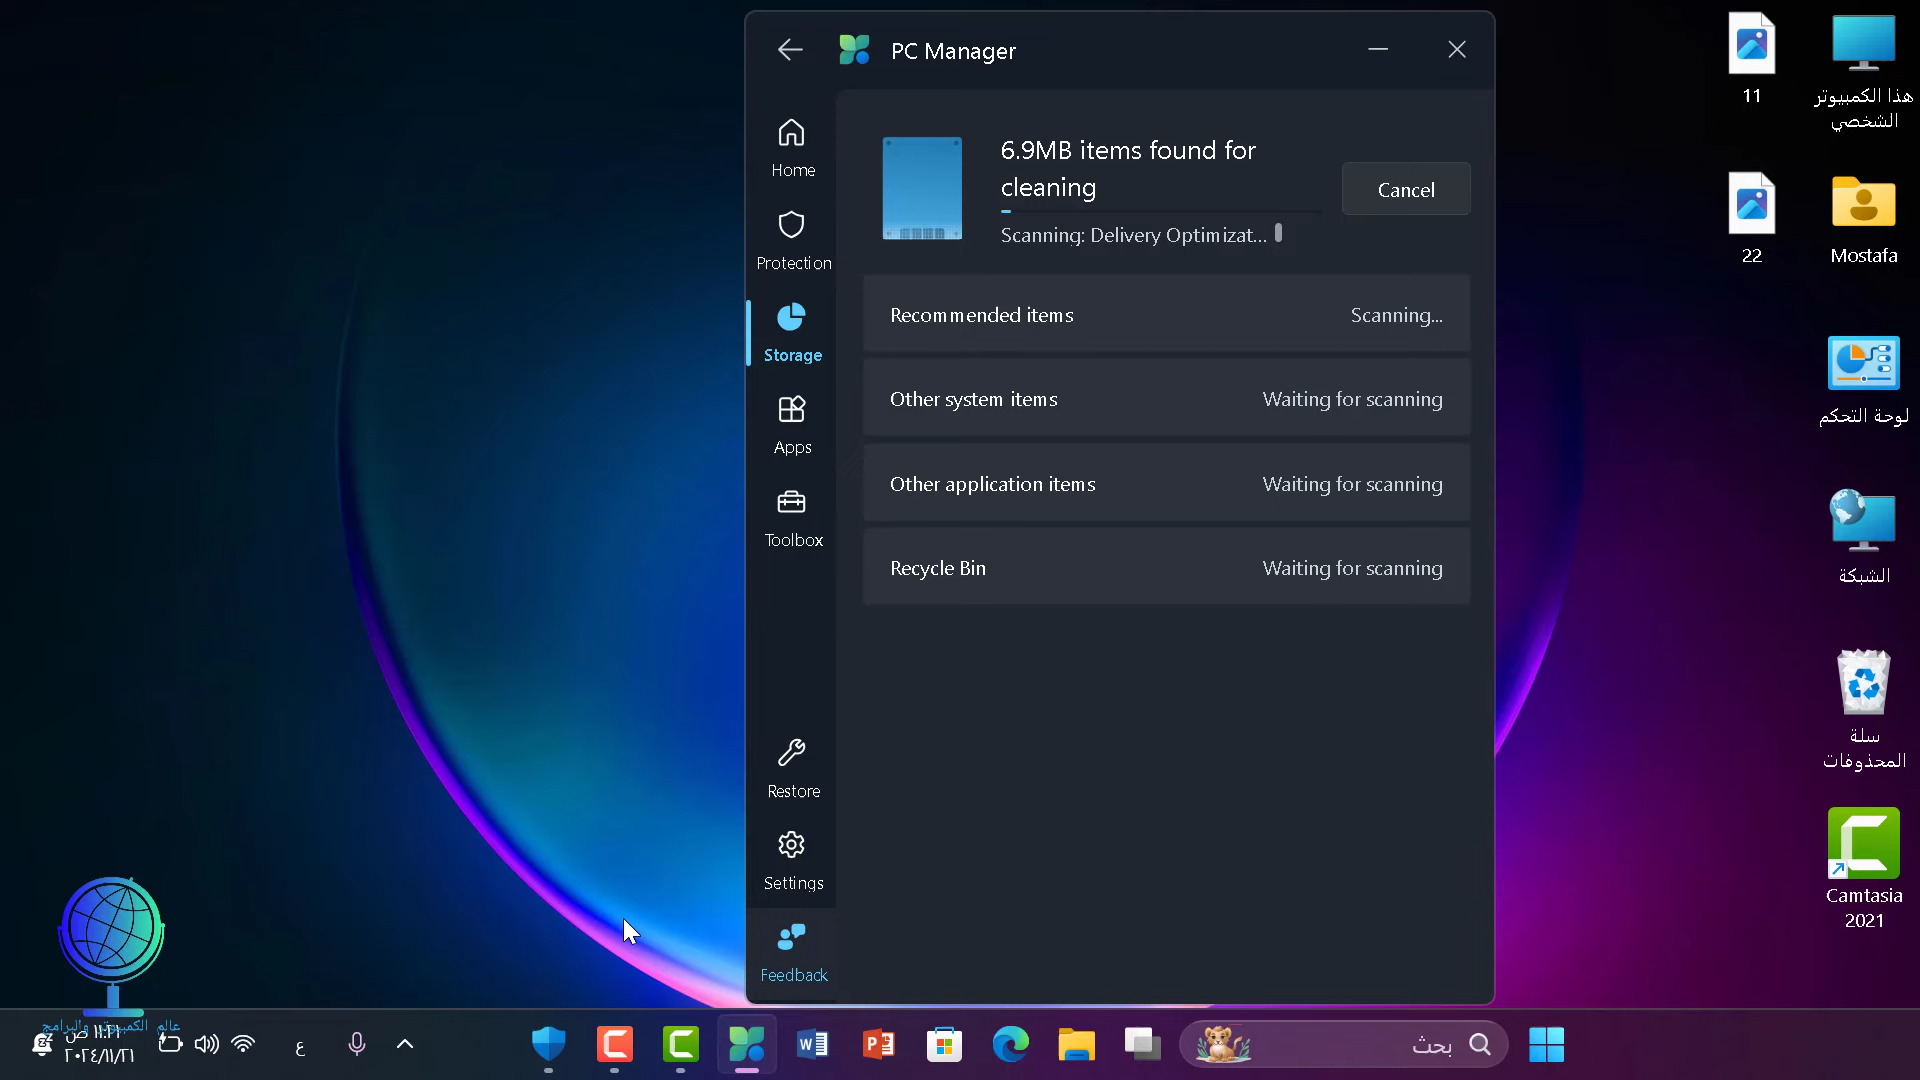 PC Manager
Home
Protection
Storage
Apps
Toolbox
Restore
Settings
Feedback
6.9MB items found for
cleaning
Scanning: Delivery Optimizat...
Cancel
Recommended items
Scanning...
Other system items
Waiting for scanning
Other application items
Waiting for scanning
Recycle Bin
Waiting for scanning
11
22
هذا الكمبيوتر
الشخصي
Mostafa
لوحة التحكم
الشبكة
سلة
المحذوفات
Camtasia
2021
عالم الكمبيوتر والبرامج
ص
٢٠٢٤/١١/٢١
ع
بحث